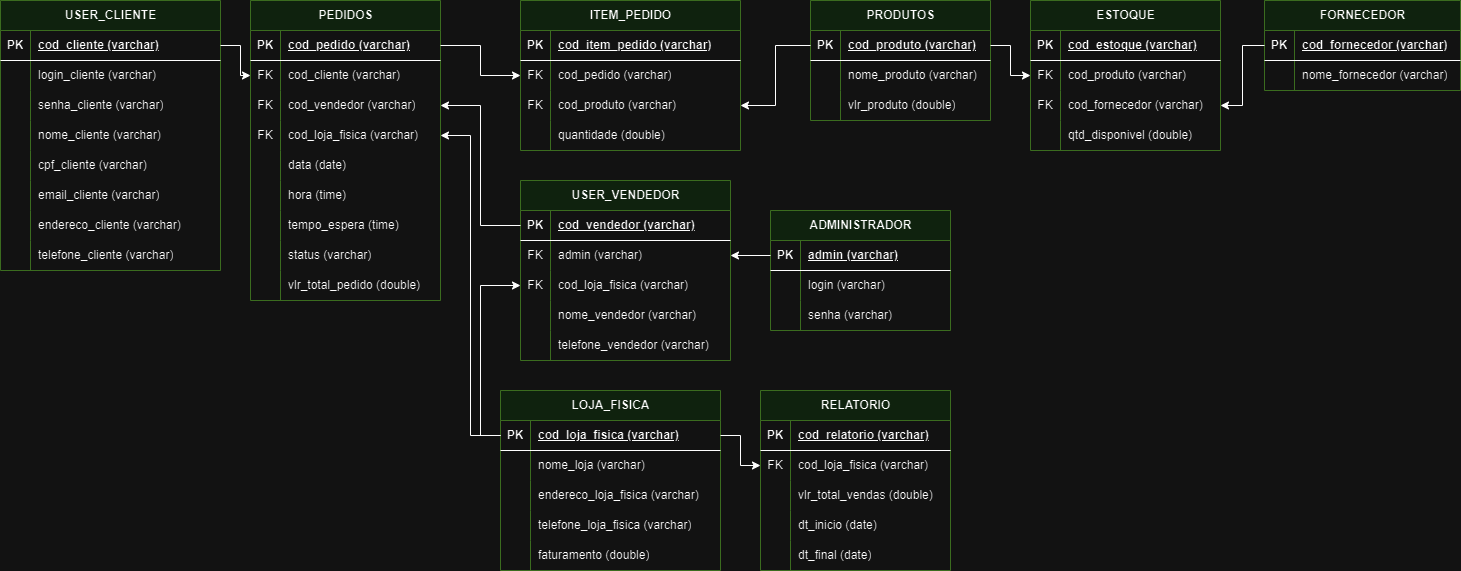 USER_CLIENTE
PK cod_cliente (varchar)
login_cliente (varchar)
senha_cliente (varchar)
nome_cliente (varchar)
cpf_cliente (varchar)
email_cliente (varchar)
endereco_cliente (varchar)
telefone_cliente (varchar)
PEDIDOS
PK cod_pedido (varchar)
FK cod_cliente (varchar)
FK cod_vendedor (varchar)
FK cod_loja_fisica (varchar)
data (date)
hora (time)
tempo_espera (time)
status (varchar)
vlr_total_pedido (double)
ITEM_PEDIDO
PK cod_item_pedido (varchar)
FK cod_pedido (varchar)
FK cod_produto (varchar)
quantidade (double)
PRODUTOS
PK cod_produto (varchar)
nome_produto (varchar)
vlr_produto (double)
ESTOQUE
PK cod_estoque (varchar)
FK cod_produto (varchar)
FK cod_fornecedor (varchar)
qtd_disponivel (double)
FORNECEDOR
PK cod_fornecedor (varchar)
nome_fornecedor (varchar)
USER_VENDEDOR
PK cod_vendedor (varchar)
FK admin (varchar)
FK cod_loja_fisica (varchar)
nome_vendedor (varchar)
telefone_vendedor (varchar)
ADMINISTRADOR
PK admin (varchar)
login (varchar)
senha (varchar)
LOJA_FISICA
PK cod_loja_fisica (varchar)
nome_loja (varchar)
endereco_loja_fisica (varchar)
telefone_loja_fisica (varchar)
faturamento (double)
RELATORIO
PK cod_relatorio (varchar)
FK cod_loja_fisica (varchar)
vlr_total_vendas (double)
dt_inicio (date)
dt_final (date)